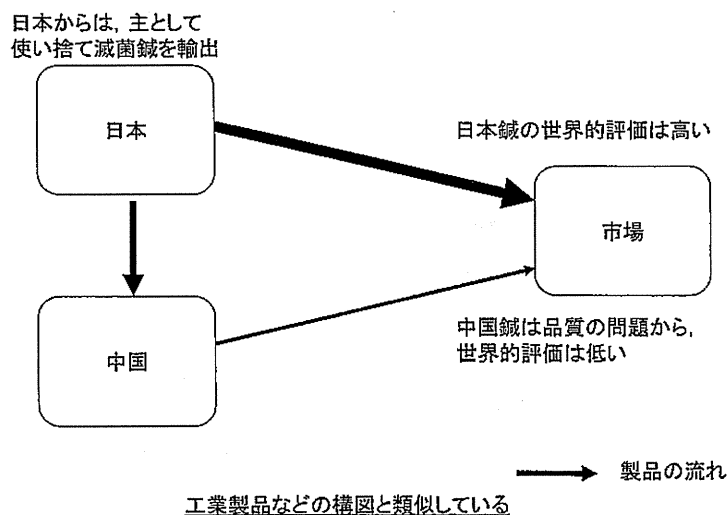 日本からは，主として
使い捨て滅菌鍼を輸出
日本
日本鍼の世界的評価は高い
市場
中国
中国鍼は品質の問題から，
世界的評価は低い
製品の流れ
工業製品などの構図と類似している